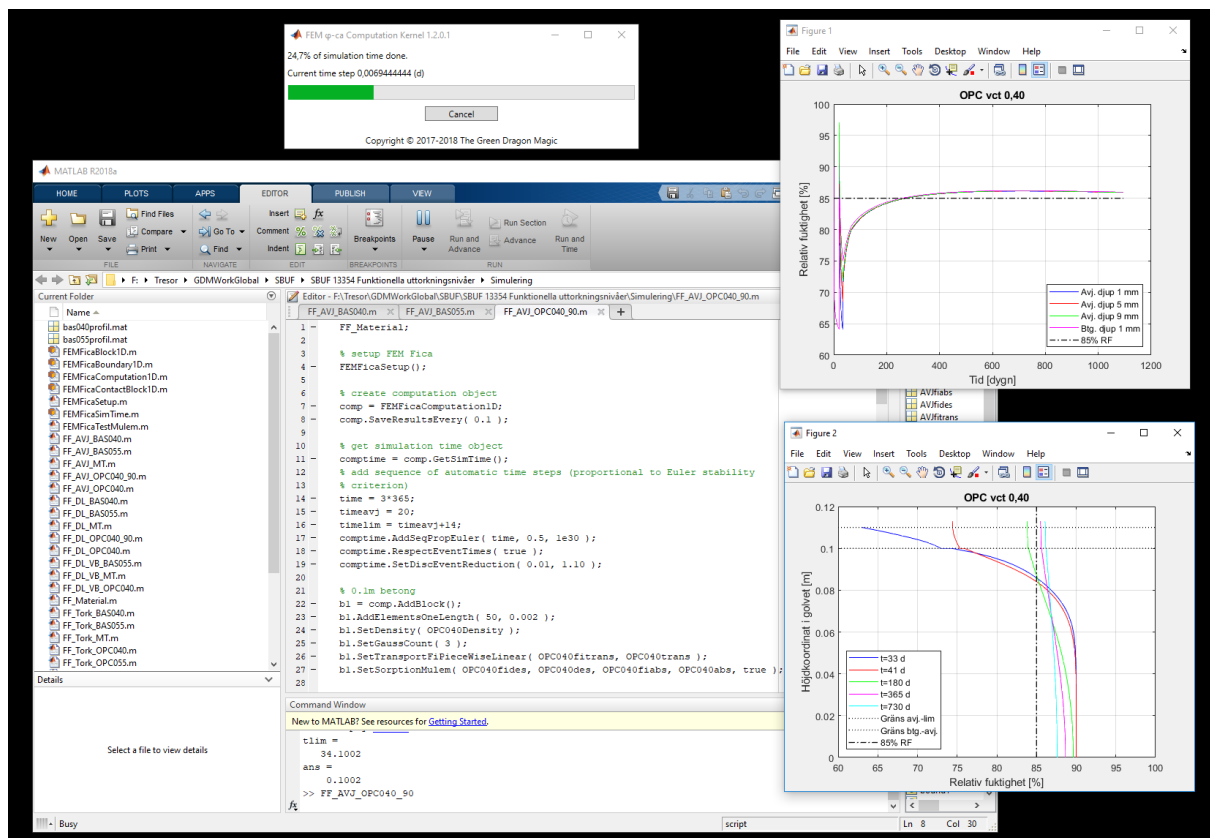 FEM φ-ca Computation Kernel 1.2.0.1
24,7% of simulation time done.
Current time step 0,0069444444 (d)
Cancel
Copyright © 2017-2018 The Green Dragon Magic
Figure 1
File Edit View Insert Tools Desktop Window Help
OPC vct 0,40
Relativ fuktighet [%]
100
95
90
85
80
75
70
65
60
0 200 400 600 800 1000 1200
Tid [dygn]
Avj. djup 1 mm
Avj. djup 5 mm
Avj. djup 9 mm
Btg. djup 1 mm
85% RF
MATLAB R2018a
HOME PLOTS APPS EDITOR PUBLISH VIEW
New Open Save Find Files Compare Print
Go To Find
Insert fx
Comment
Indent
Breakpoints Pause Run and Advance Run Section Advance Run and Time
FILE NAVIGATE EDIT BREAKPOINTS RUN
F: Tresor GDMWorkGlobal SBUF SBUF 13354 Funktionella uttorkningsnivåer Simulering
Current Folder
Name
bas040profil.mat
bas055profil.mat
FEMFicaBlock1D.m
FEMFicaBoundary1D.m
FEMFicaComputation1D.m
FEMFicaContactBlock1D.m
FEMFicaSetup.m
FEMFicaSimTime.m
FEMFicaTestMulem.m
FF_AVJ_BAS040.m
FF_AVJ_BAS055.m
FF_AVJ_MT.m
FF_AVJ_OPC040_90.m
FF_AVJ_OPC040.m
FF_DL_BAS040.m
FF_DL_BAS055.m
FF_DL_MT.m
FF_DL_OPC040_90.m
FF_DL_OPC040.m
FF_DL_VB_BAS055.m
FF_DL_VB_MT.m
FF_DL_VB_OPC040.m
FF_Material.m
FF_Tork_BAS040.m
FF_Tork_BAS055.m
FF_Tork_MT.m
FF_Tork_OPC040.m
FF_Tork_OPC055.m
Details
Select a file to view details
Editor - F:\Tresor\GDMWorkGlobal\SBUF\SBUF 13354 Funktionella uttorkningsnivåer\Simulering\FF_AVJ_OPC040_90.m
FF_AVJ_BAS040.m FF_AVJ_BAS055.m FF_AVJ_OPC040_90.m
1 - FF_Material;
2
3 % setup FEM Fica
4 - FEMFicaSetup();
5
6 % create computation object
7 - comp = FEMFicaComputation1D;
8 - comp.SaveResultsEvery( 0.1 );
9
10 % get simulation time object
11 - comptime = comp.GetSimTime();
12 % add sequence of automatic time steps (proportional to Euler stability
13 % criterion)
14 - time = 3*365;
15 - timeavj = 20;
16 - timelim = timeavj+14;
17 - comptime.AddSeqPropEuler( time, 0.5, 1e30 );
18 - comptime.RespectEventTimes( true );
19 - comptime.SetDiscEventReduction( 0.01, 1.10 );
20
21 % 0.1m betong
22 - b1 = comp.AddBlock();
23 - b1.AddElementsOneLength( 50, 0.002 );
24 - b1.SetDensity( OPC040Density );
25 - b1.SetGaussCount( 3 );
26 - b1.SetTransportFiPieceWiseLinear( OPC040fitrans, OPC040trans );
27 - b1.SetSorptionMulem( OPC040fides, OPC040des, OPC040fiabs, OPC040abs, true );
28
Command Window
New to MATLAB? See resources for Getting Started.
tlim =
34.1002
ans =
0.1002
fx >> FF_AVJ_OPC040_90
AVJfiabs
AVJfides
AVJfitrans
Figure 2
File Edit View Insert Tools Desktop Window Help
OPC vct 0,40
Höjdkoordinat i golvet [m]
0.12
0.1
0.08
0.06
0.04
0.02
0
60 65 70 75 80 85 90 95 100
Relativ fuktighet [%]
t=33 d
t=41 d
t=180 d
t=365 d
t=730 d
Gräns avj.-lim
Gräns btg.-avj.
85% RF
Busy
script
Ln 8 Col 30